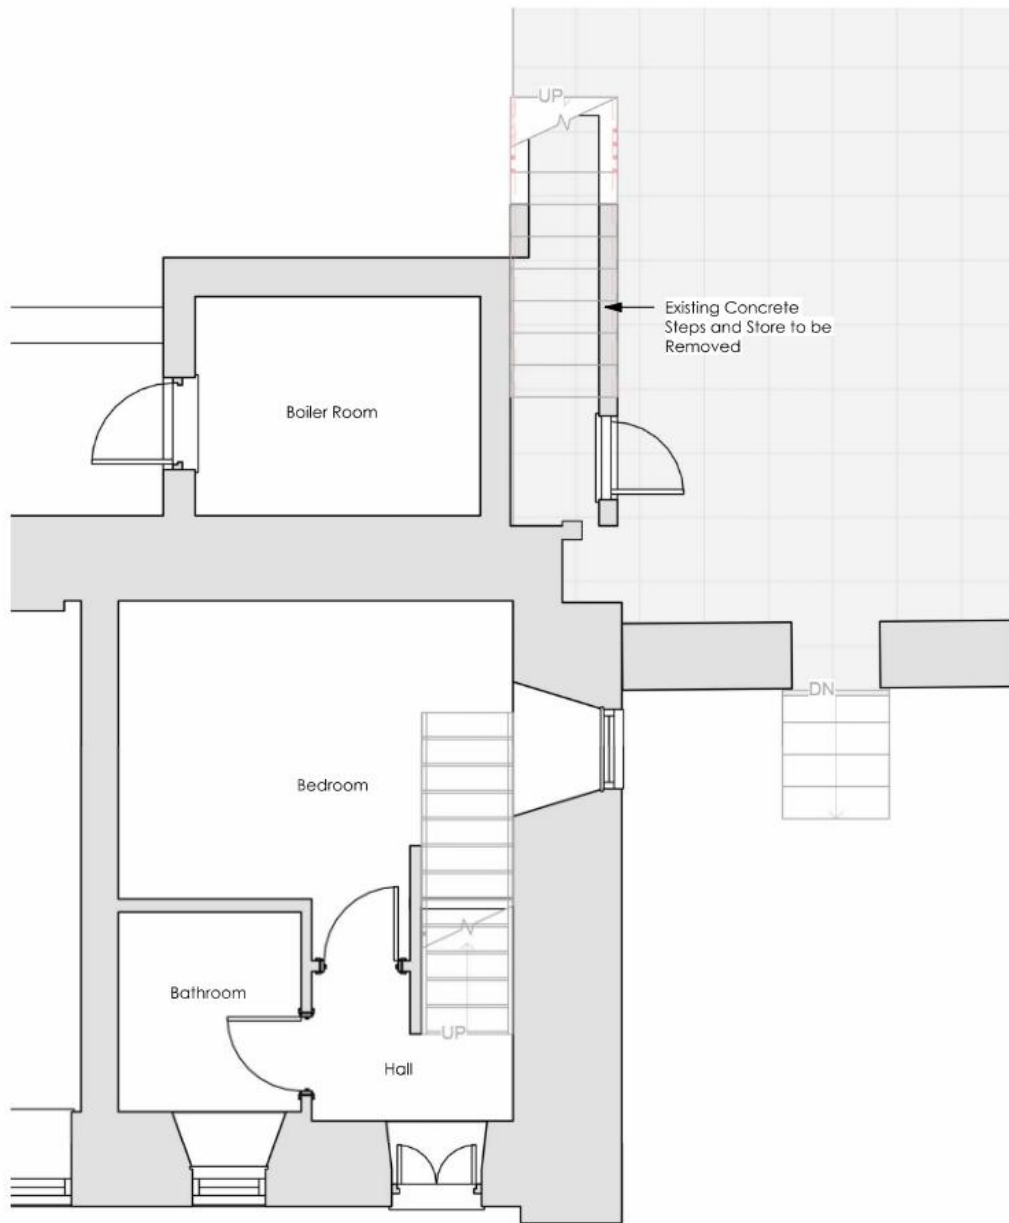 UP
Existing Concrete
Steps and Store to be
Removed
Boiler Room
DN
Bedroom
Bathroom
UP
Hall